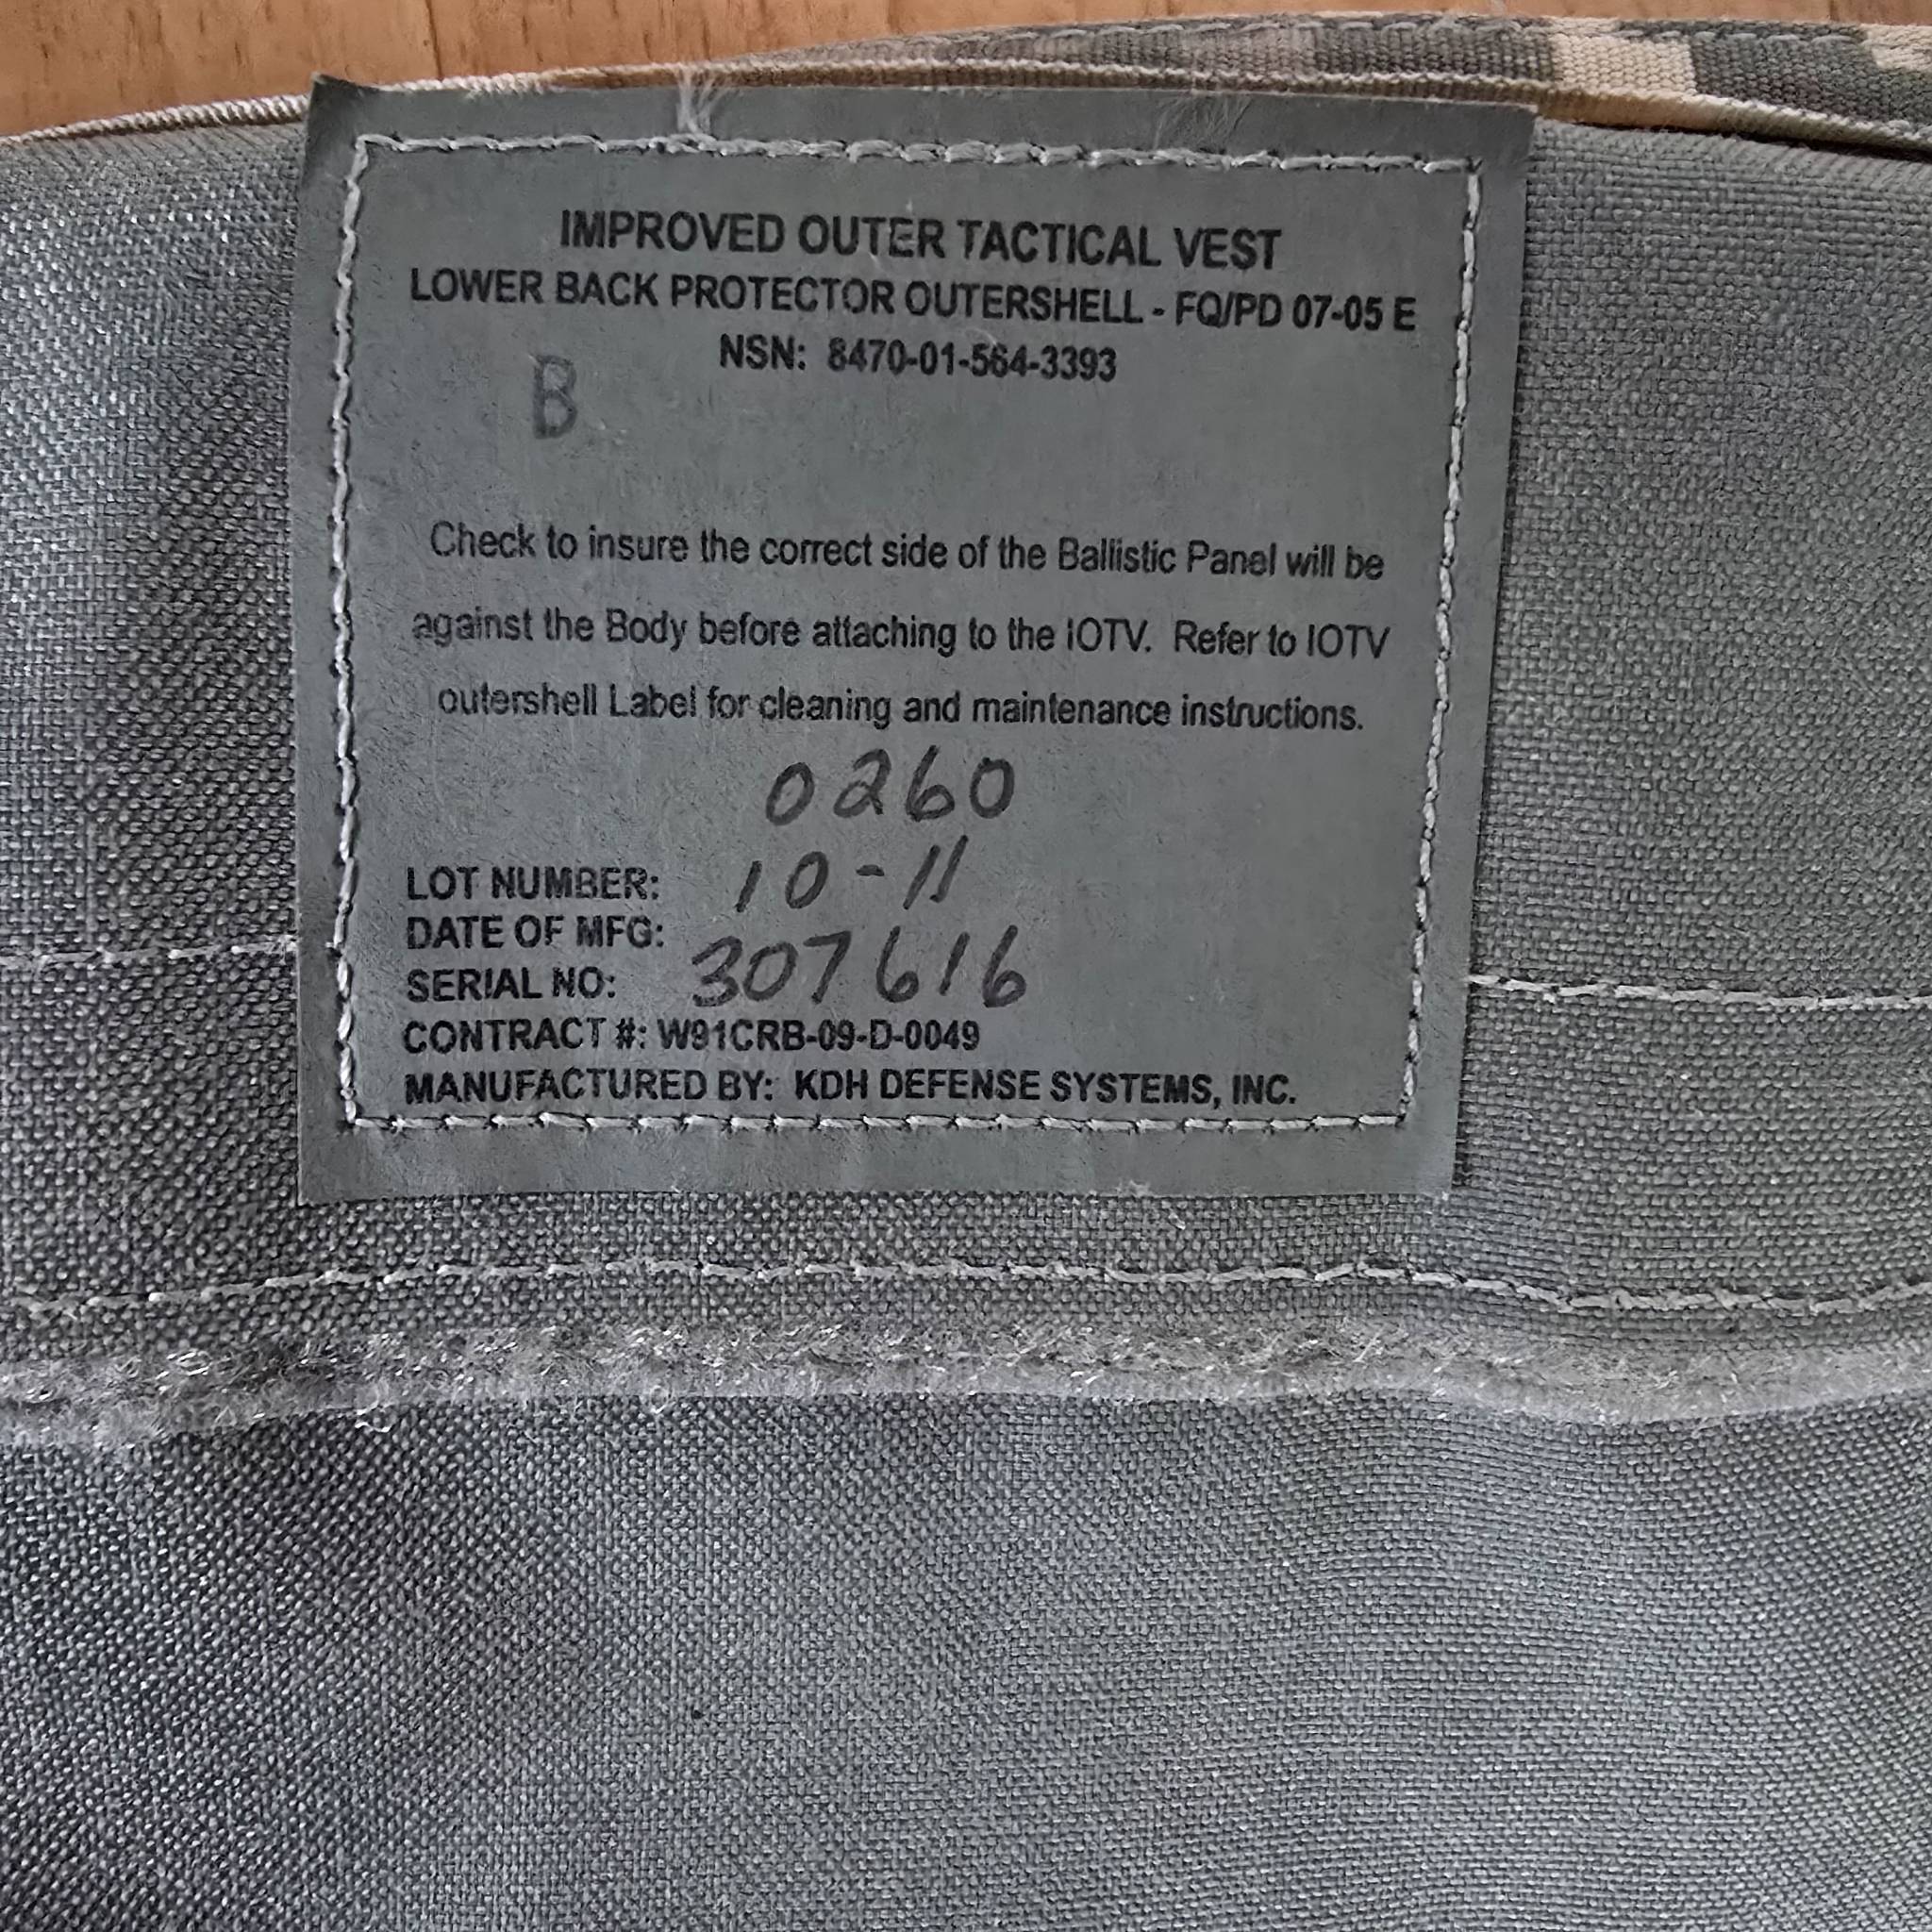 IMPROVED OUTER TACTICAL VEST
LOWER BACK PROTECTOR OUTERSHELL - FQ/PD 07-05 E
NSN: 8470-01-564-3393
B
Check to insure the correct side of the Ballistic Panel will be
against the Body before attaching to the IOTV. Refer to IOTV
outershell Label for cleaning and maintenance instructions.
0260
LOT NUMBER: 10-11
DATE OF MFG:
SERIAL NO: 307616
CONTRACT #: W91CRB-09-D-0049
MANUFACTURED BY: KDH DEFENSE SYSTEMS, INC.